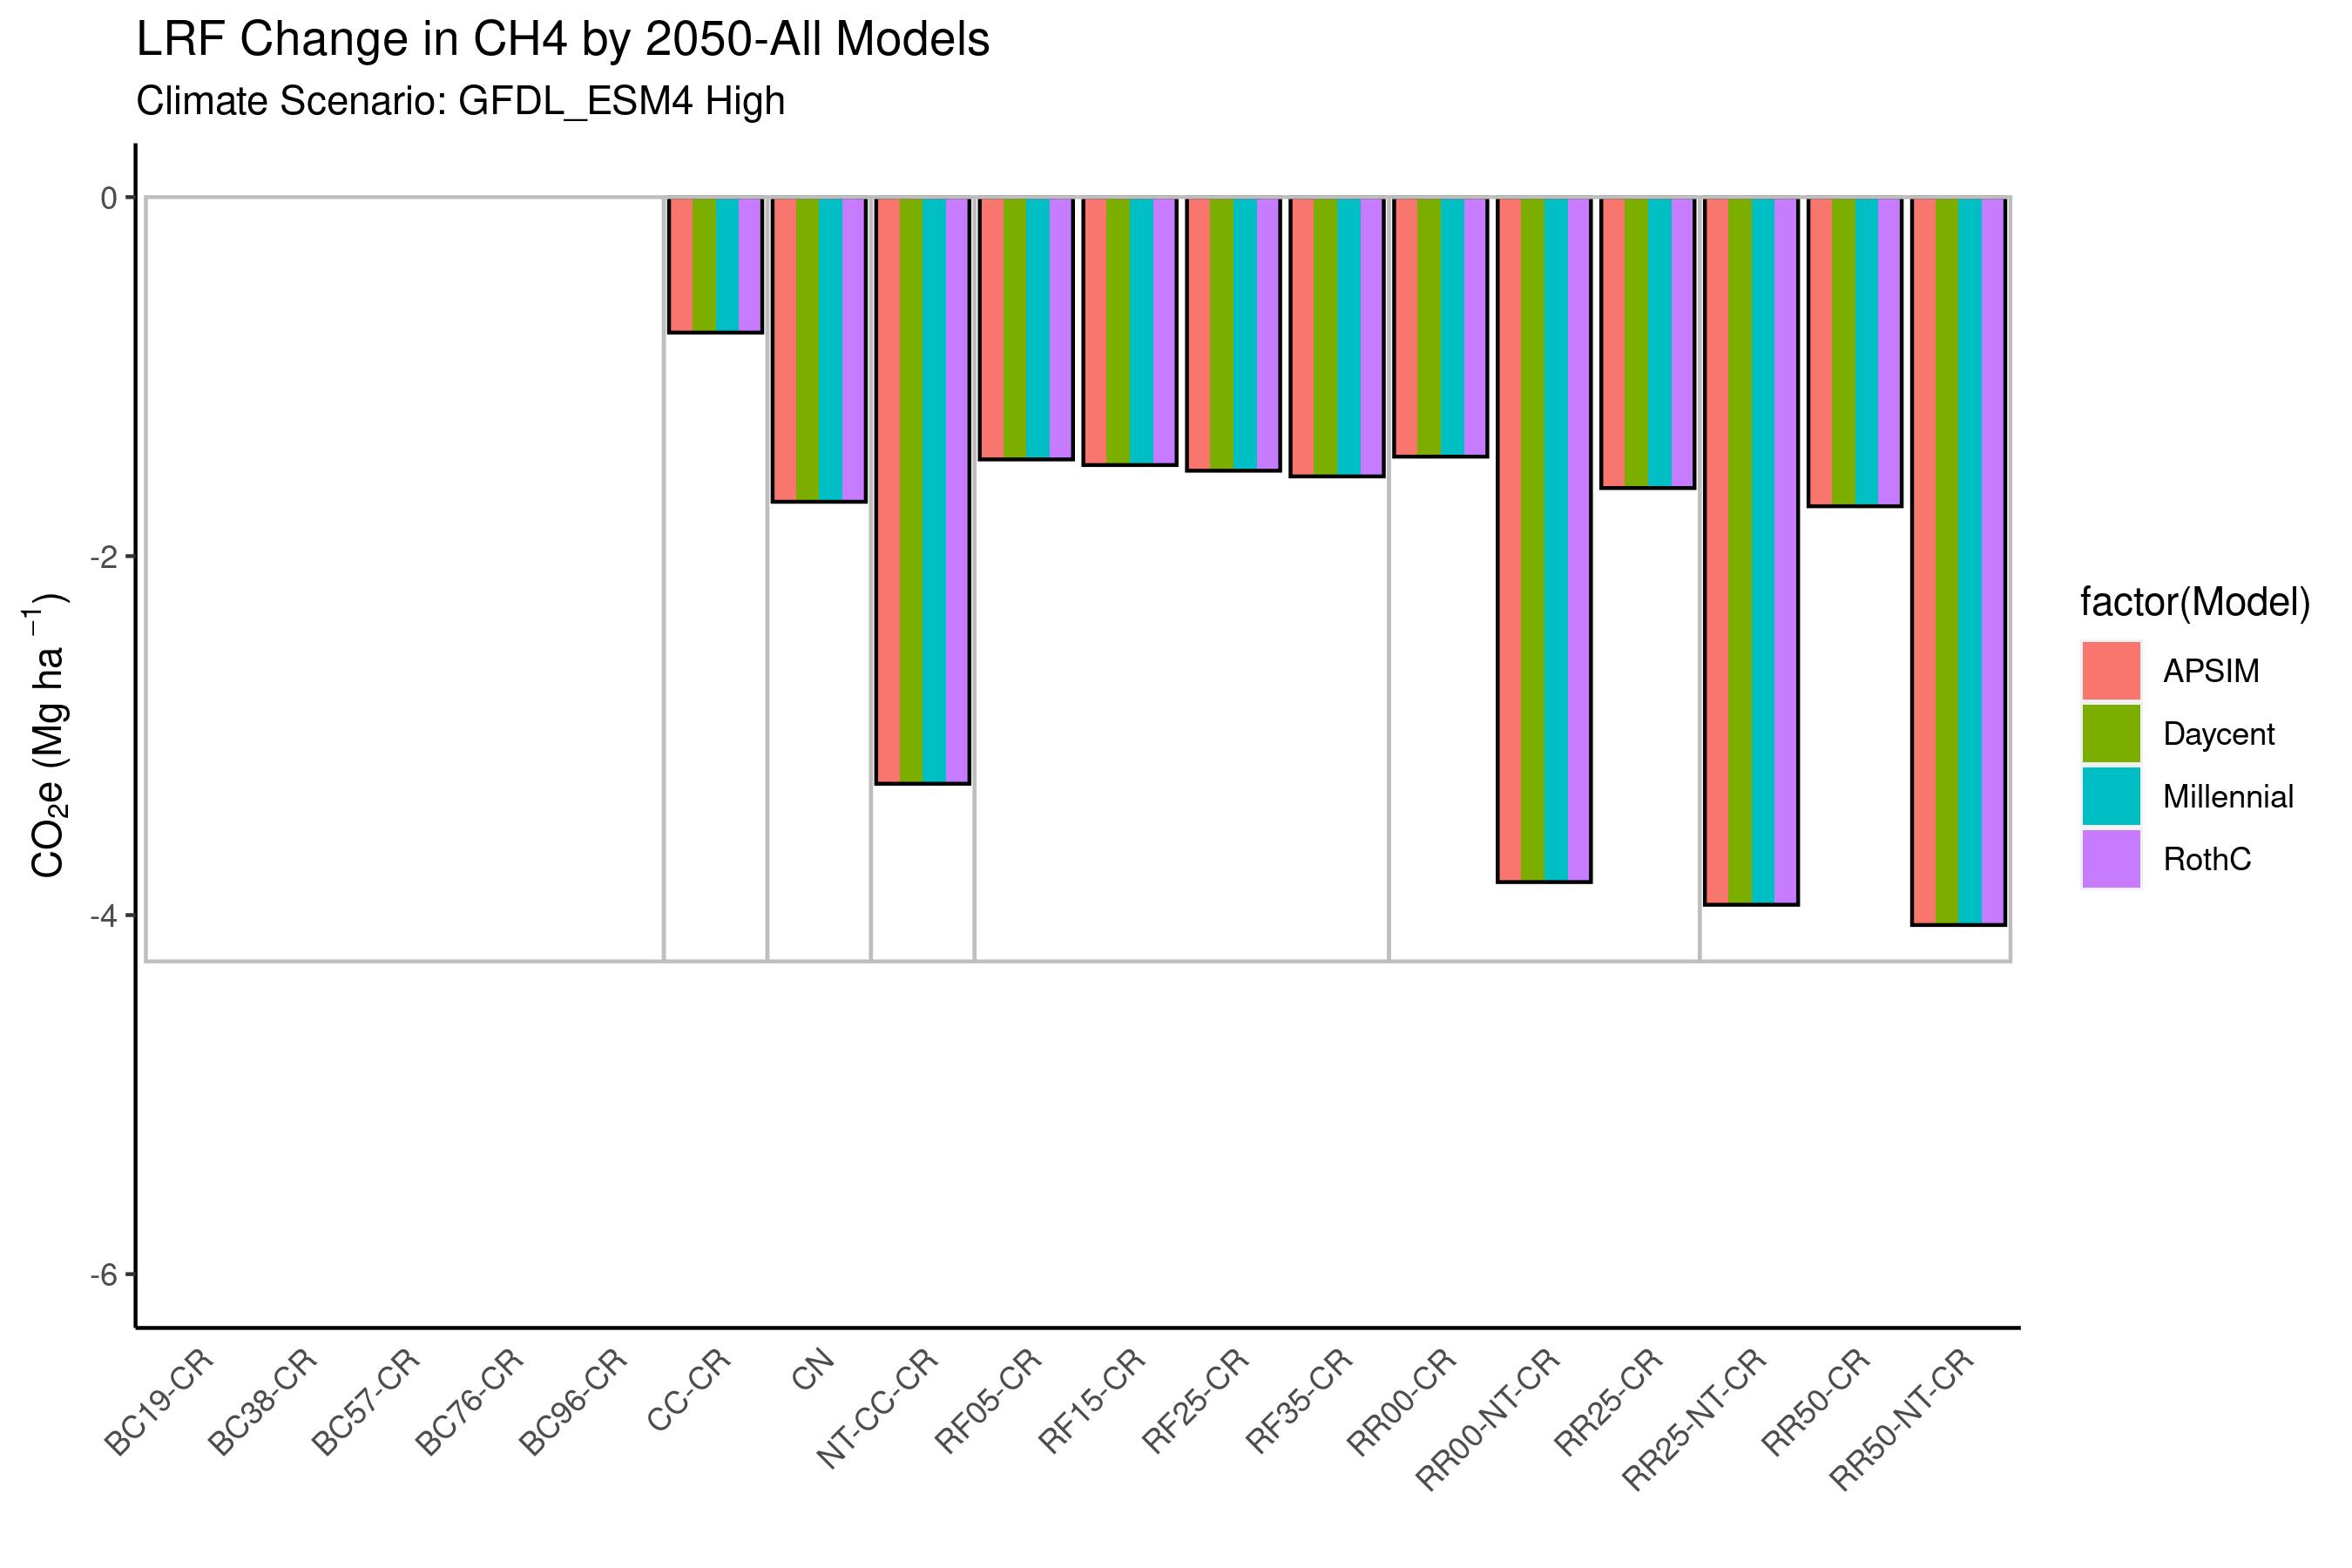 LRF Change in CH4 by 2050-All Models
Climate Scenario: GFDL_ESM4 High
CO₂e (Mg ha⁻¹)
0
-2
-4
-6
BC19-CR
BC38-CR
BC57-CR
BC76-CR
BC96-CR
CC-CR
CN
NT-CC-CR
RF05-CR
RF15-CR
RF25-CR
RF35-CR
RR00-CR
RR00-NT-CR
RR25-CR
RR25-NT-CR
RR50-CR
RR50-NT-CR
factor(Model)
APSIM
Daycent
Millennial
RothC